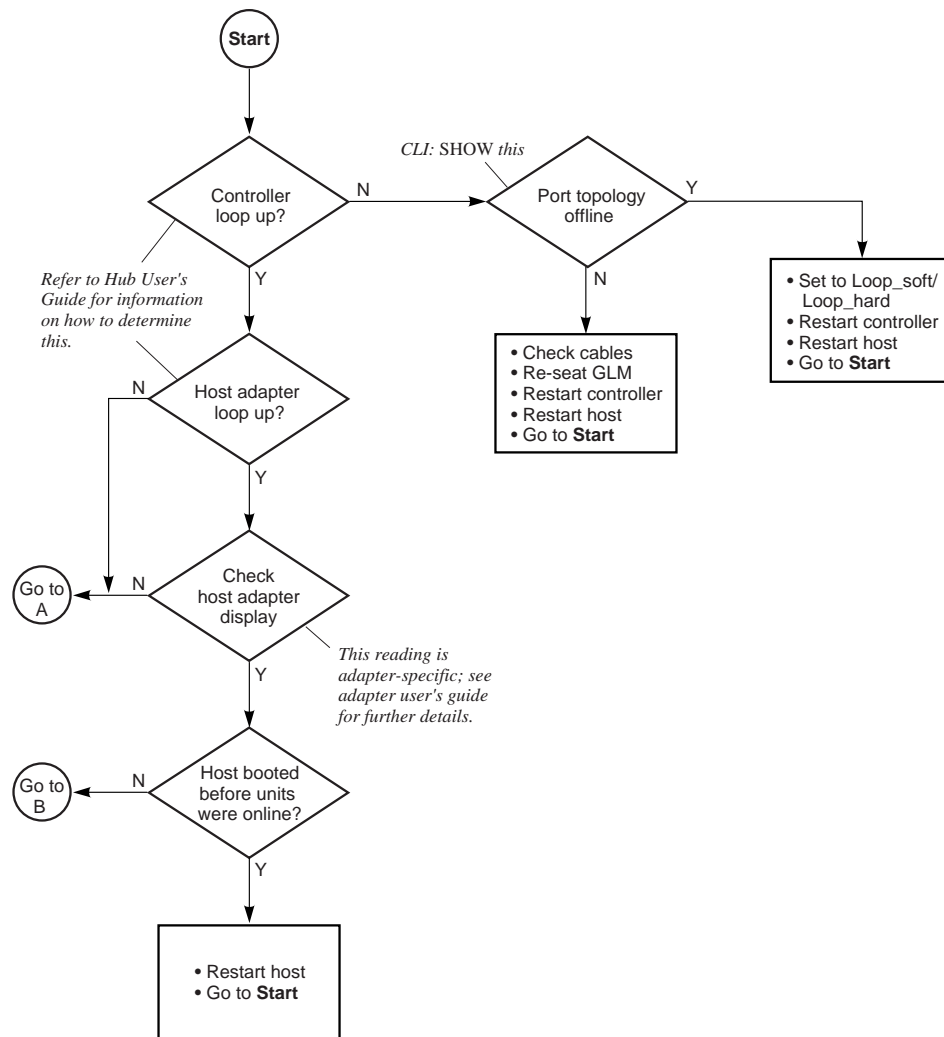 Start
CLI: SHOW this
Controller
loop up?
N
Port topology
offline
Y
Y
Refer to Hub User's
Guide for information
on how to determine
this.
N
• Set to Loop_soft/
Loop_hard
• Restart controller
• Restart host
• Go to Start
• Check cables
• Re-seat GLM
• Restart controller
• Restart host
• Go to Start
N
Host adapter
loop up?
Y
Go to
A
N
Check
host adapter
display
This reading is
adapter-specific; see
adapter user's guide
for further details.
Y
Go to
B
N
Host booted
before units
were online?
Y
• Restart host
• Go to Start